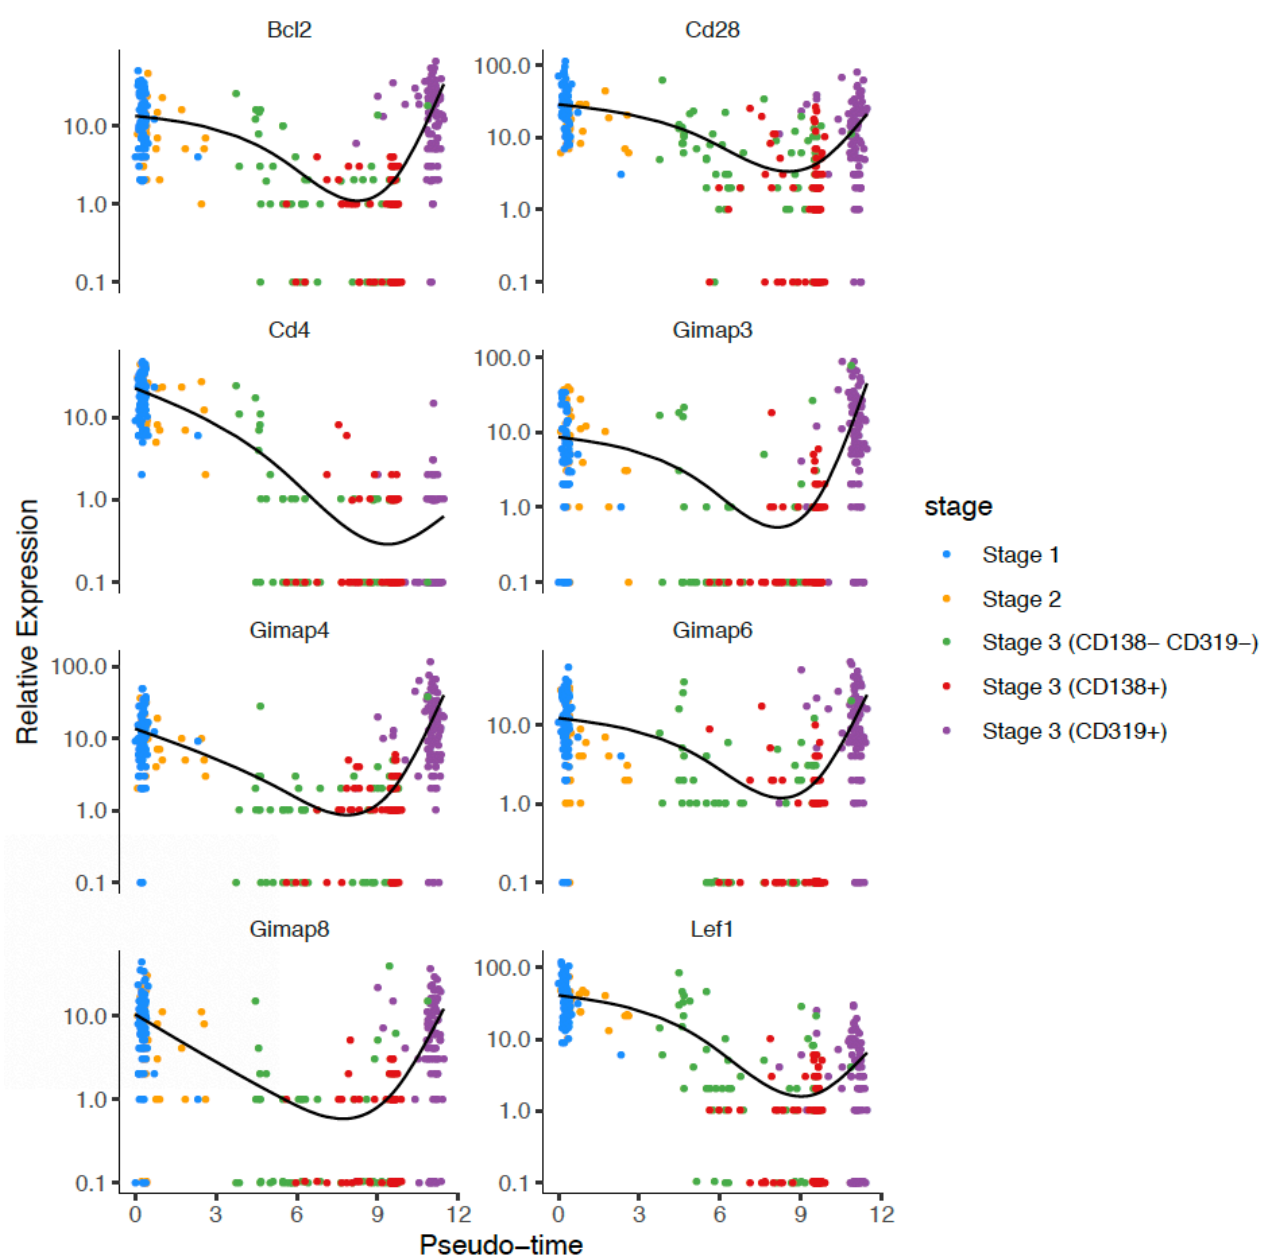 Bcl2
Cd28
10.0
1.0
0.1
100.0
10.0
1.0
0.1
Cd4
Gimap3
10.0
1.0
0.1
100.0
10.0
1.0
0.1
Gimap4
Gimap6
100.0
10.0
1.0
0.1
10.0
1.0
0.1
Gimap8
Lef1
10.0
1.0
0.1
100.0
10.0
1.0
0.1
0 3 6 9 12
0 3 6 9 12
Pseudo−time
Relative Expression
stage
Stage 1
Stage 2
Stage 3 (CD138− CD319−)
Stage 3 (CD138+)
Stage 3 (CD319+)